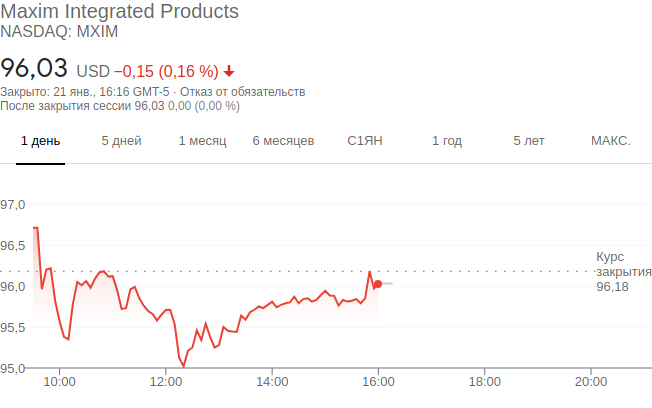 Maxim Integrated Products
NASDAQ: MXIM
96,03 USD −0,15 (0,16 %)
Закрыто: 21 янв., 16:16 GMT-5 · Отказ от обязательств
После закрытия сессии 96,03 0,00 (0,00 %)
1 день 5 дней 1 месяц 6 месяцев С1ЯН 1 год 5 лет МАКС.
97,0
96,5
Курс
закрытия
96,18
96,0
95,5
95,0
10:00 12:00 14:00 16:00 18:00 20:00